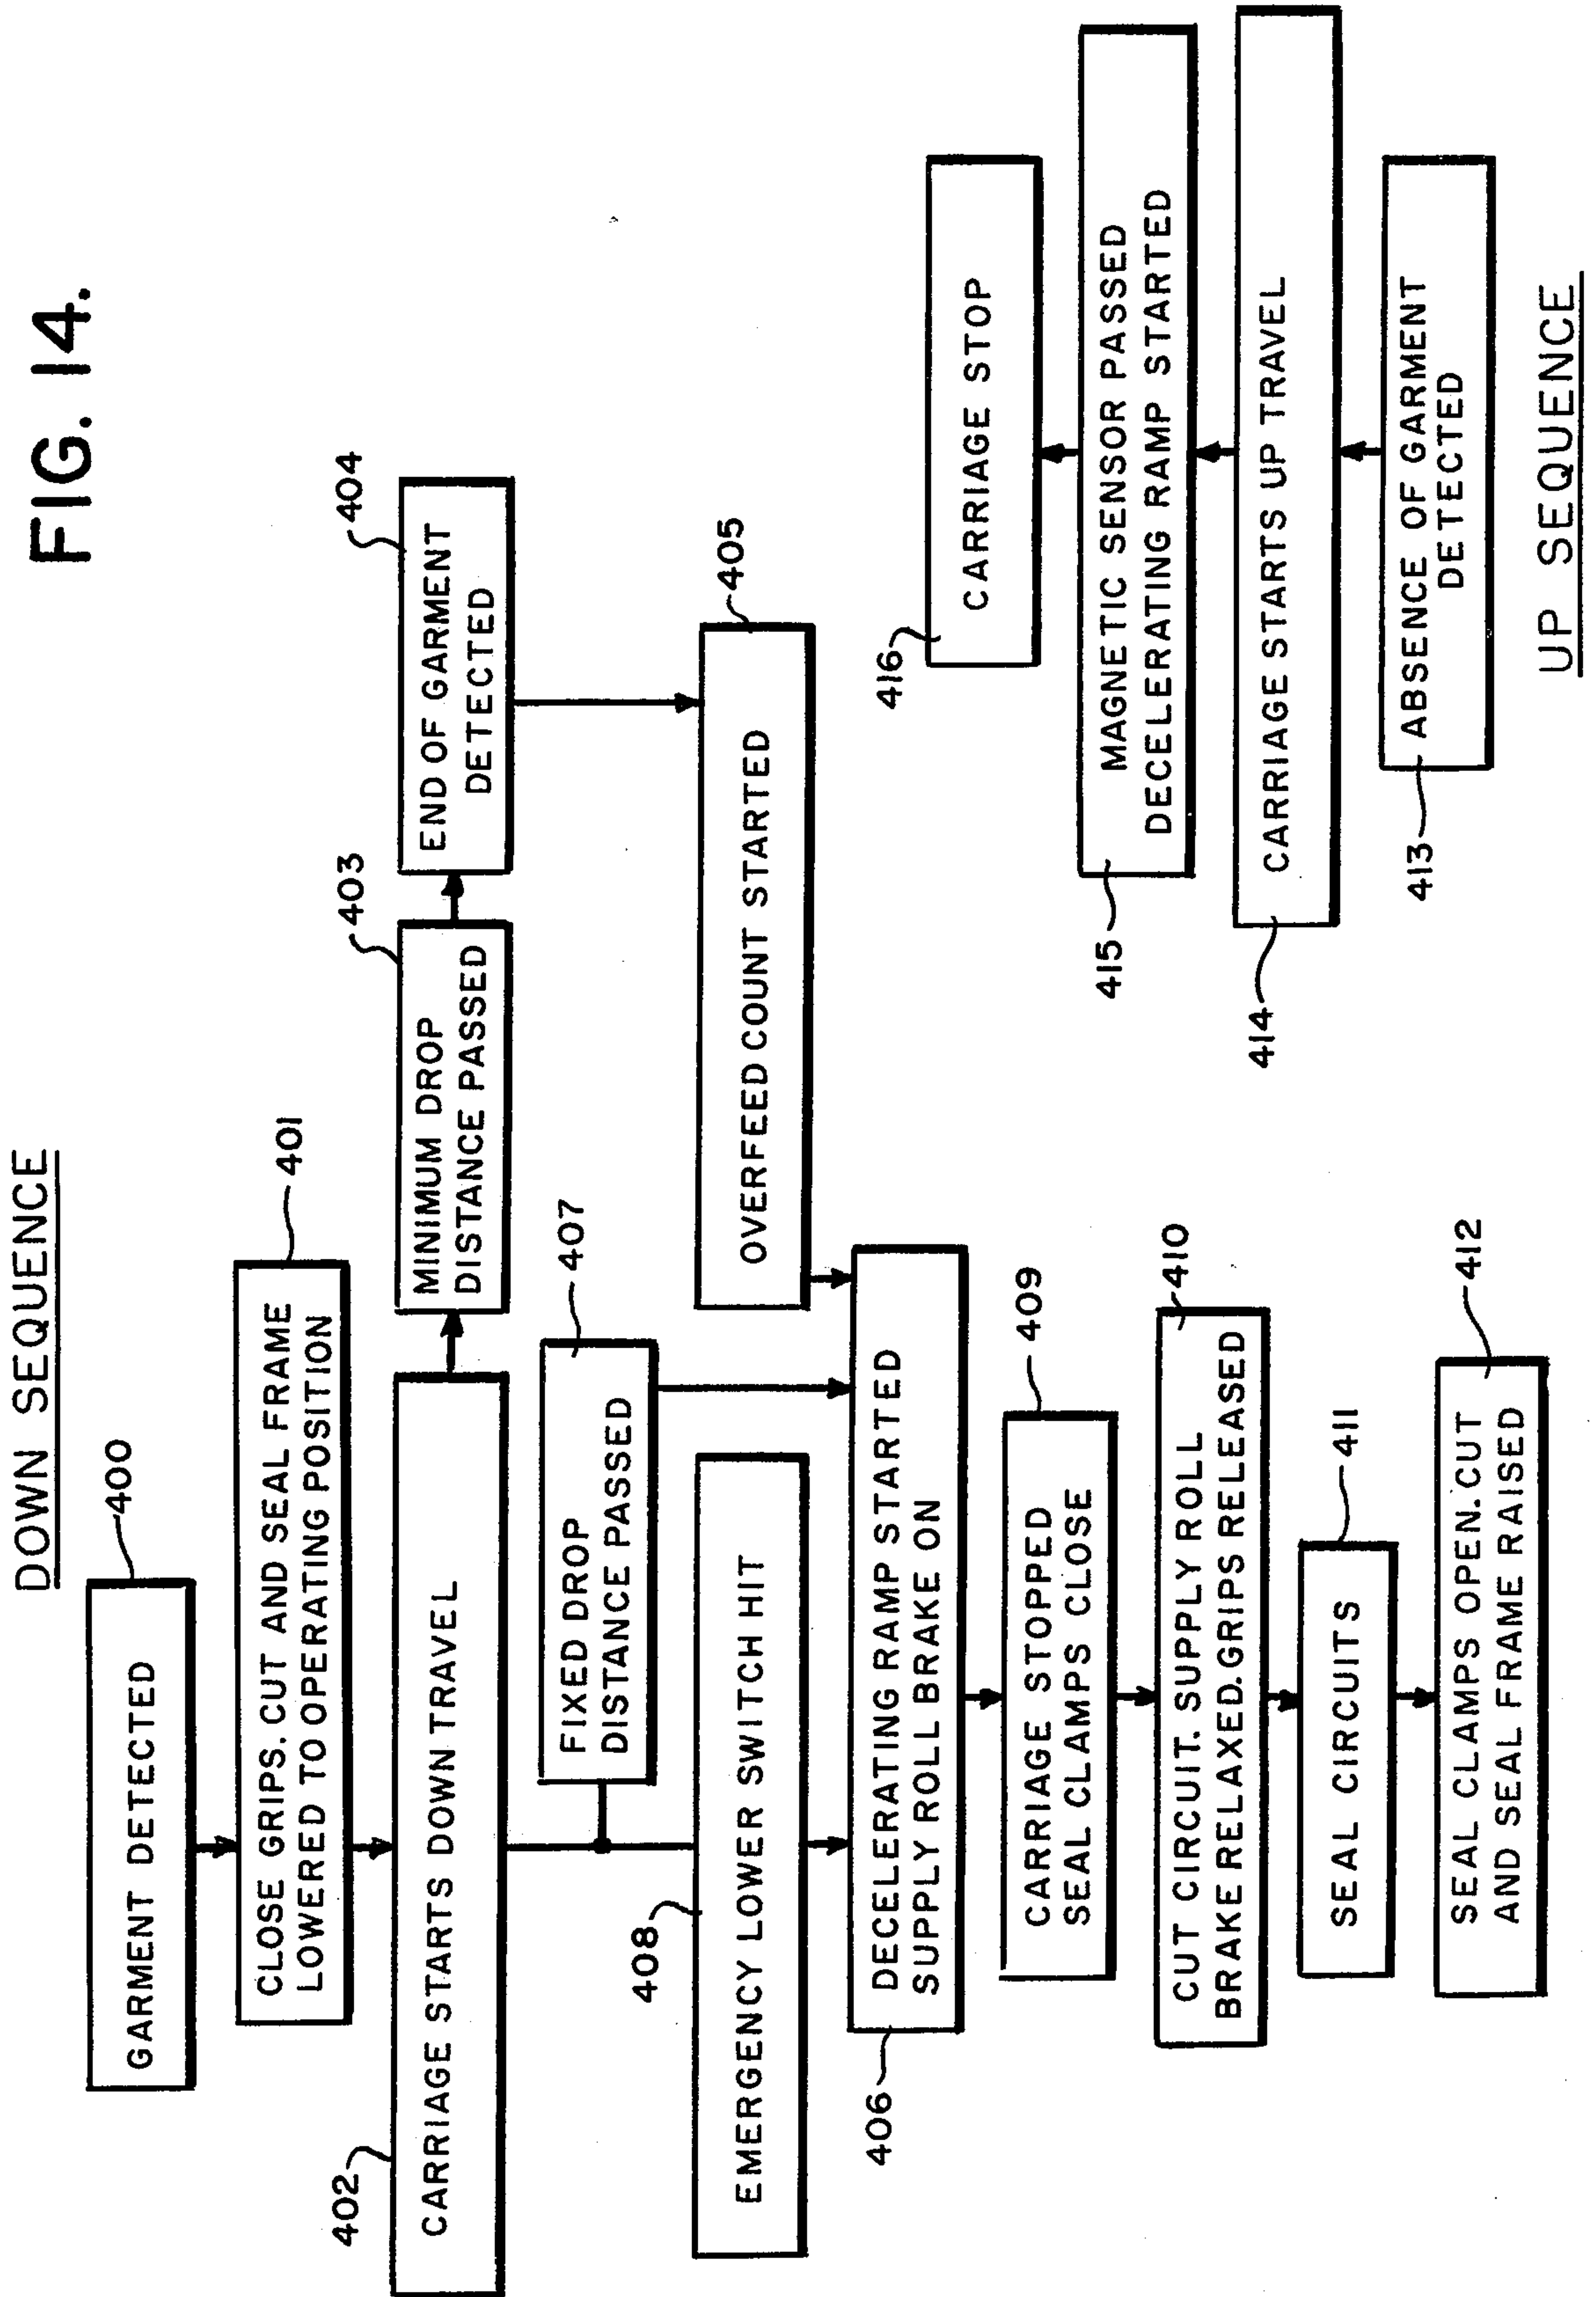 FIG. 14.
DOWN SEQUENCE
400
GARMENT DETECTED
401
CLOSE GRIPS. CUT AND SEAL FRAME
LOWERED TO OPERATING POSITION
402
CARRIAGE STARTS DOWN TRAVEL
403
MINIMUM DROP
DISTANCE PASSED
404
END OF GARMENT
DETECTED
407
FIXED DROP
DISTANCE PASSED
408
EMERGENCY LOWER SWITCH HIT
405
OVERFEED COUNT STARTED
406
DECELERATING RAMP STARTED
SUPPLY ROLL BRAKE ON
409
CARRIAGE STOPPED
SEAL CLAMPS CLOSE
410
CUT CIRCUIT. SUPPLY ROLL
BRAKE RELAXED. GRIPS RELEASED
411
SEAL CIRCUITS
412
SEAL CLAMPS OPEN. CUT
AND SEAL FRAME RAISED
416
CARRIAGE STOP
415
MAGNETIC SENSOR PASSED
DECELERATING RAMP STARTED
414
CARRIAGE STARTS UP TRAVEL
413
ABSENCE OF GARMENT
DETECTED
UP SEQUENCE